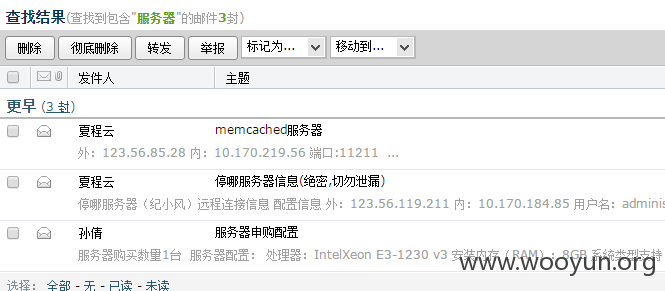 查找结果(查找到包含"服务器"的邮件3封)
删除 彻底删除 转发 举报 标记为... 移动到...
发件人 主题
更早 (3 封)
夏程云 memcached服务器
外：123.56.85.28 内：10.170.219.56 端口:11211 ...
夏程云 停哪服务器信息(绝密,切勿泄漏)
停哪服务器（纪小风）远程连接信息 配置信息 外：123.56.119.211 内：10.170.184.85 用户名：adminis
孙倩 服务器申购配置
服务器购买数量1台 服务器配置： 处理器：IntelXeon E3-1230 v3 安装内存（RAM）：8GB 系统类型支持
www.wooyun.org
选择： 全部 - 无 - 已读 - 未读